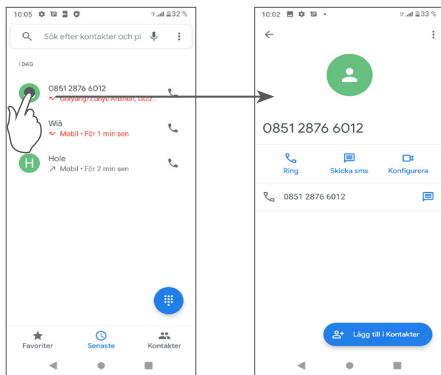 10:05
32 %
Sök efter kontakter och pl
I DAG
0851 2876 6012
Wiā
Mobil • För 1 min sen
H
Hole
Mobil • För 2 min sen
Favoriter
Senaste
Kontakter
10:02
33 %
0851 2876 6012
Ring
Skicka sms
Konfigurera
0851 2876 6012
Lägg till i Kontakter